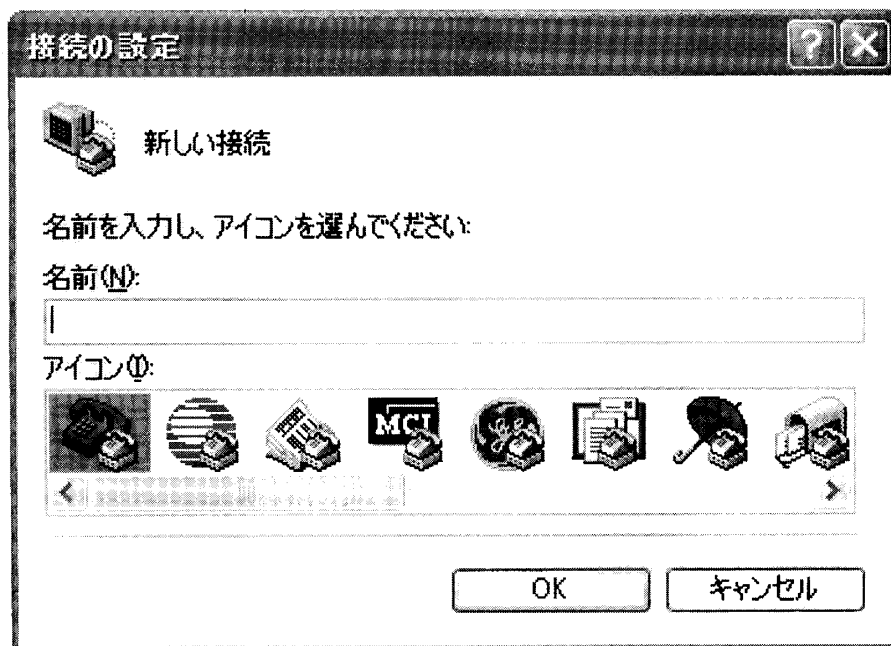 接続の設定
新しい接続
名前を入力し、アイコンを選んでください:
名前(N):
アイコン(I):
MCI
OK
キャンセル